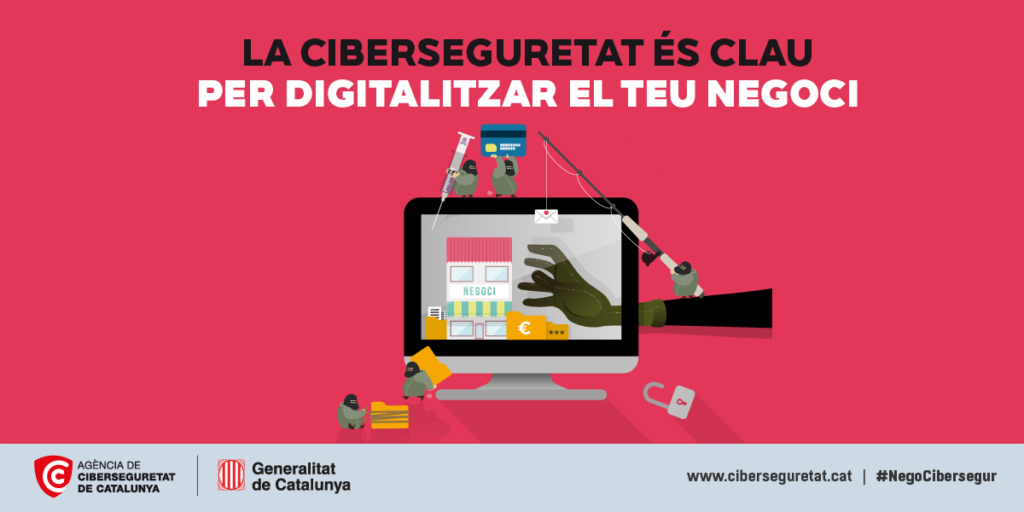 LA CIBERSEGURETAT ÉS CLAU
PER DIGITALITZAR EL TEU NEGOCI
NEGOCI
€
***
AGÈNCIA DE
CIBERSEGURETAT
DE CATALUNYA
Generalitat
de Catalunya
www.ciberseguretat.cat | #NegoCibersegur